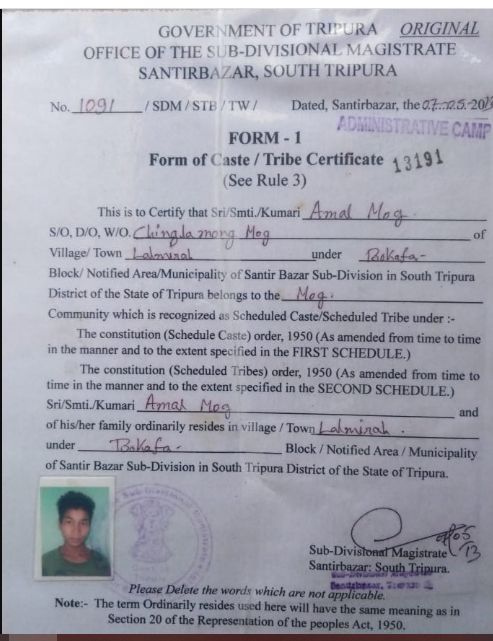 GOVERNMENT OF TRIPURA ORIGINAL
OFFICE OF THE SUB-DIVISIONAL MAGISTRATE
SANTIRBAZAR, SOUTH TRIPURA
No. 1091 / SDM / STB / TW / Dated, Santirbazar, the 07.05.2013
ADMINISTRATIVE CAMP
FORM - 1
Form of Caste / Tribe Certificate 13191
(See Rule 3)
This is to Certify that Sri/Smti./Kumari Amal Mog
S/O, D/O, W/O. Chingla mong Mog of
Village/ Town Lalmirah under Bokafa-
Block/ Notified Area/Municipality of Santir Bazar Sub-Division in South Tripura
District of the State of Tripura belongs to the Mog.
Community which is recognized as Scheduled Caste/Scheduled Tribe under :-
The constitution (Schedule Caste) order, 1950 (As amended from time to time
in the manner and to the extent specified in the FIRST SCHEDULE.)
The constitution (Scheduled Tribes) order, 1950 (As amended from time to
time in the manner and to the extent specified in the SECOND SCHEDULE.)
Sri/Smti./Kumari Amal Mog and
of his/her family ordinarily resides in village / Town Lalmirah.
under Bokafa- Block / Notified Area / Municipality
of Santir Bazar Sub-Division in South Tripura District of the State of Tripura.
Sub-Divisional Magistrate
Santirbazar: South Tripura.
Please Delete the words which are not applicable.
Note:- The term Ordinarily resides used here will have the same meaning as in
Section 20 of the Representation of the peoples Act, 1950.